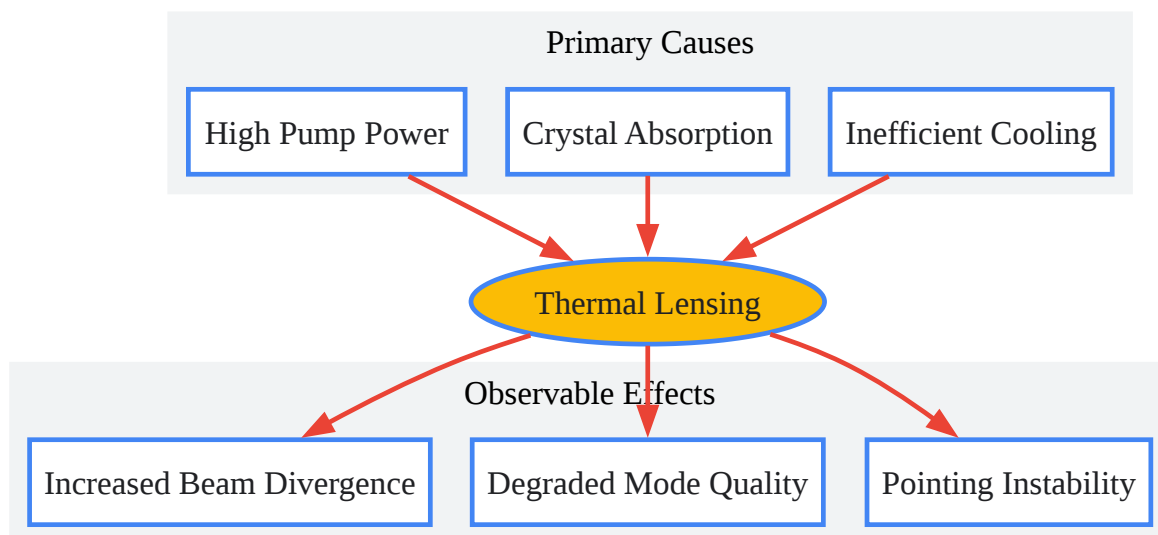 Primary Causes
High Pump Power
Crystal Absorption
Inefficient Cooling
Thermal Lensing
Observable Effects
Increased Beam Divergence
Degraded Mode Quality
Pointing Instability